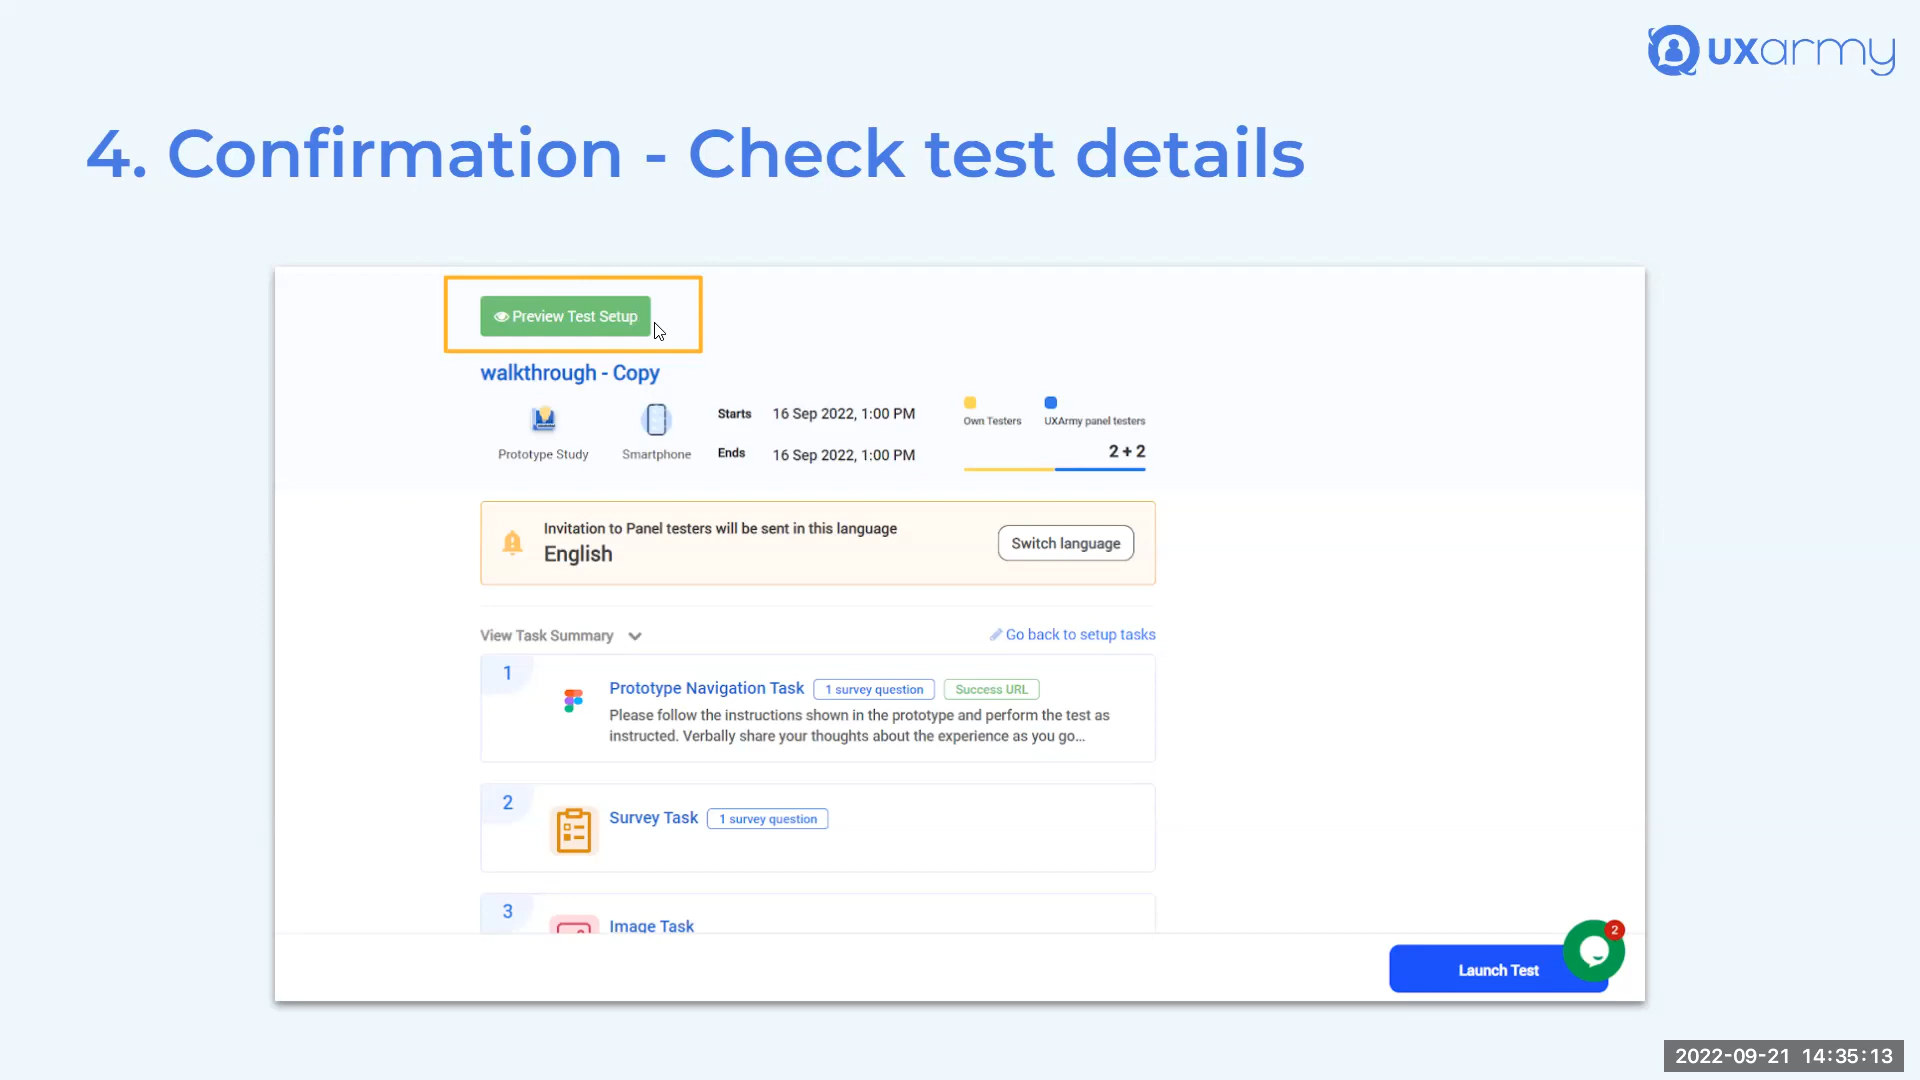 UXarmy
4. Confirmation - Check test details
Preview Test Setup
walkthrough - Copy
Prototype Study
Smartphone
Starts 16 Sep 2022, 1:00 PM
Ends 16 Sep 2022, 1:00 PM
Own Testers
UXArmy panel testers
2 + 2
Invitation to Panel testers will be sent in this language
English
Switch language
View Task Summary
Go back to setup tasks
1
Prototype Navigation Task 1 survey question Success URL
Please follow the instructions shown in the prototype and perform the test as
instructed. Verbally share your thoughts about the experience as you go...
2
Survey Task 1 survey question
3
Image Task
Launch Test
2
2022-09-21 14:35:13